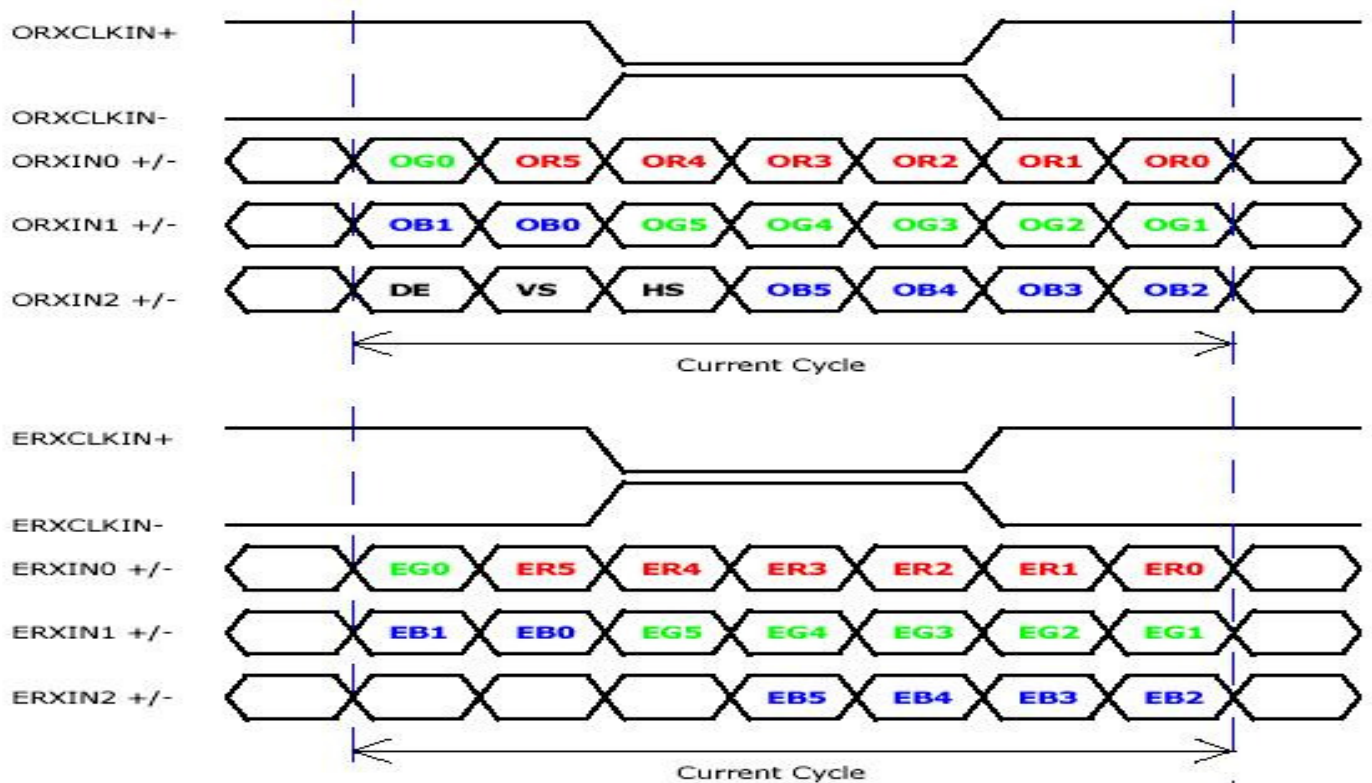 ORXCLKIN+
ORXCLKIN-
ORXIN0 +/- OG0 OR5 OR4 OR3 OR2 OR1 OR0
ORXIN1 +/- OB1 OB0 OG5 OG4 OG3 OG2 OG1
ORXIN2 +/- DE VS HS OB5 OB4 OB3 OB2
Current Cycle
ERXCLKIN+
ERXCLKIN-
ERXIN0 +/- EG0 ER5 ER4 ER3 ER2 ER1 ER0
ERXIN1 +/- EB1 EB0 EG5 EG4 EG3 EG2 EG1
ERXIN2 +/- EB5 EB4 EB3 EB2
Current Cycle